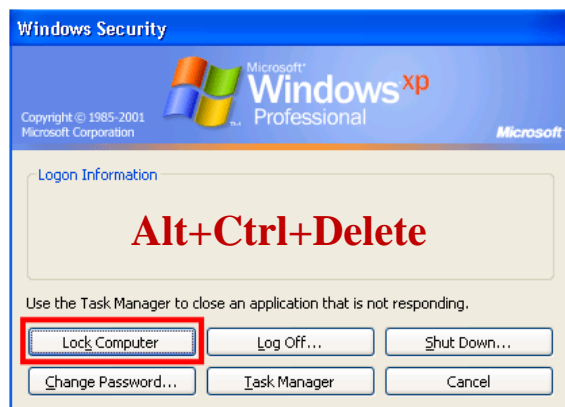 Windows Security
Microsoft®
Windows xp
Professional
Copyright © 1985-2001
Microsoft Corporation
Microsoft
Logon Information
Alt+Ctrl+Delete
Use the Task Manager to close an application that is not responding.
Lock Computer
Log Off...
Shut Down...
Change Password...
Task Manager
Cancel